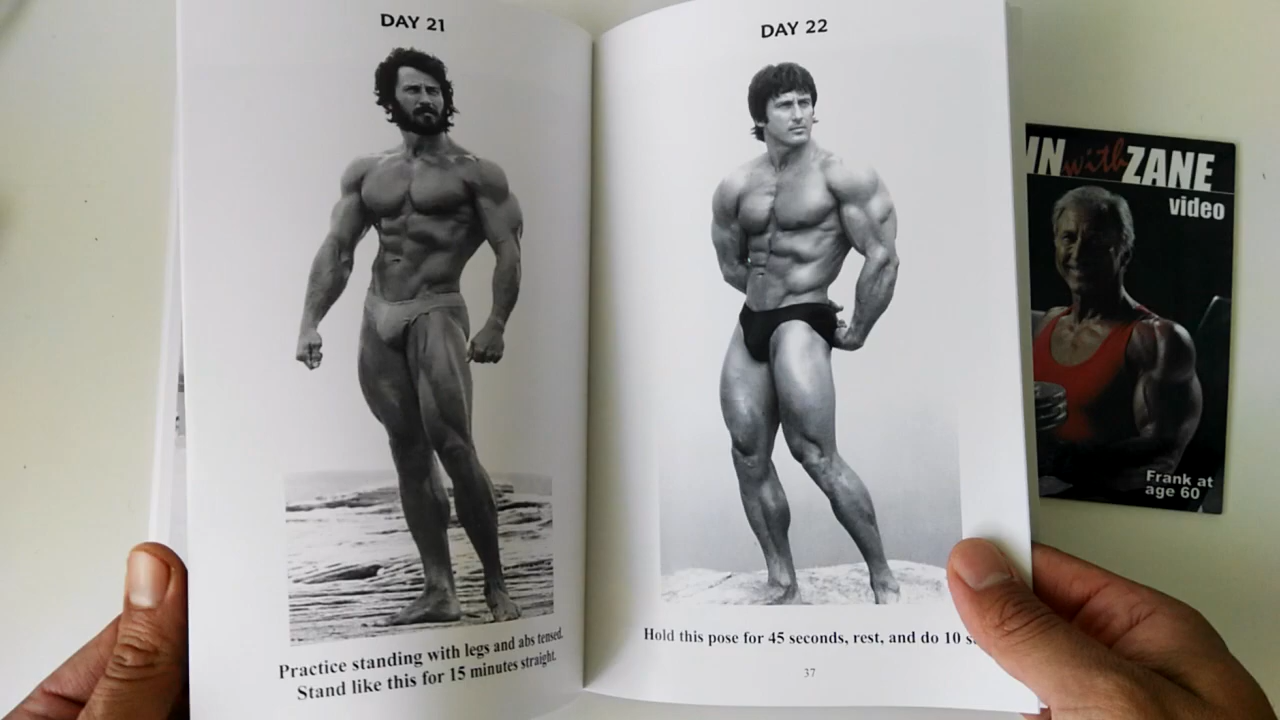 DAY 21
Practice standing with legs and abs tensed.
Stand like this for 15 minutes straight.
DAY 22
Hold this pose for 45 seconds, rest, and do 10
37
with ZANE
video
Frank at
age 60